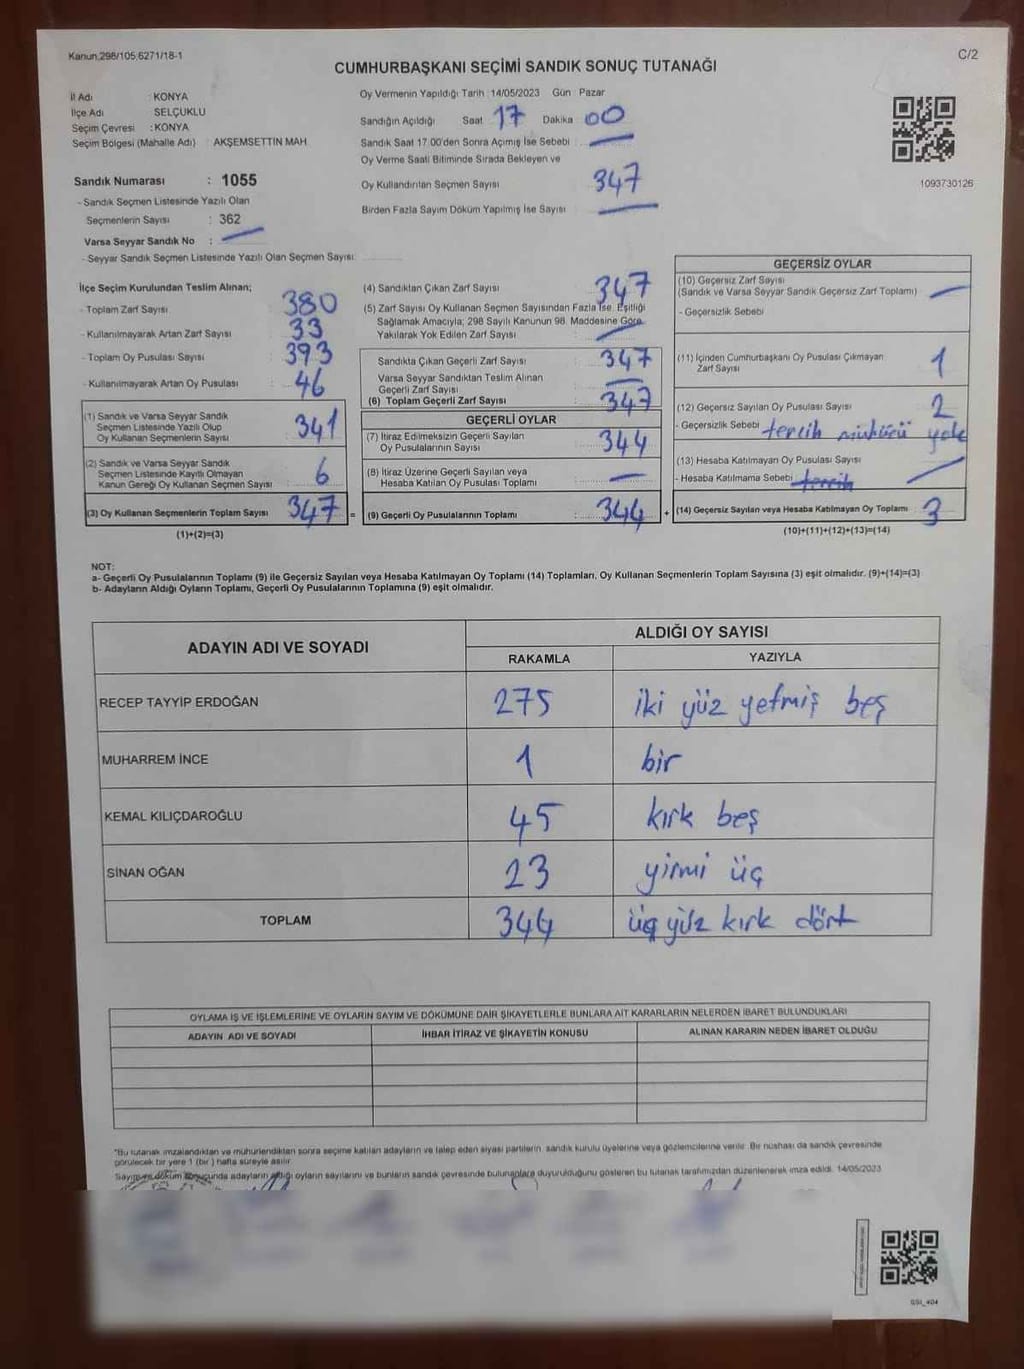 Kanun,298/105,6271/18-1
C/2
CUMHURBAŞKANI SEÇİMİ SANDIK SONUÇ TUTANAĞI
İl Adı : KONYA
İlçe Adı SELÇUKLU
Seçim Çevresi : KONYA
Seçim Bölgesi (Mahalle Adı) : AKŞEMSETTİN MAH.
Oy Vermenin Yapıldığı Tarih : 14/05/2023 Gün : Pazar
Sandığın Açıldığı Saat 17 Dakika 00
Sandık Saat 17.00'den Sonra Açımış İse Sebebi : —
Oy Verme Saati Bitiminde Sırada Bekleyen ve
Oy Kullandırılan Seçmen Sayısı 347
Birden Fazla Sayım Döküm Yapılmış İse Sayısı —
1093730126
Sandık Numarası : 1055
- Sandık Seçmen Listesinde Yazılı Olan
Seçmenlerin Sayısı : 362
Varsa Seyyar Sandık No : —
- Seyyar Sandık Seçmen Listesinde Yazılı Olan Seçmen Sayısı:
İlçe Seçim Kurulundan Teslim Alınan;
- Toplam Zarf Sayısı : 380
- Kullanılmayarak Artan Zarf Sayısı : 33
- Toplam Oy Pusulası Sayısı : 393
- Kullanılmayarak Artan Oy Pusulası : 46
(1) Sandık ve Varsa Seyyar Sandık
Seçmen Listesinde Yazılı Olup
Oy Kullanan Seçmenlerin Sayısı : 341
(2) Sandık ve Varsa Seyyar Sandık
Seçmen Listesinde Kayıtlı Olmayan
Kanun Gereği Oy Kullanan Seçmen Sayısı : 6
(3) Oy Kullanan Seçmenlerin Toplam Sayısı 347 =
(1)+(2)=(3)
(4) Sandıktan Çıkan Zarf Sayısı : 347
(5) Zarf Sayısı Oy Kullanan Seçmen Sayısından Fazla İse, Eşitliği
Sağlamak Amacıyla, 298 Sayılı Kanunun 98. Maddesine Göre
Yakılarak Yok Edilen Zarf Sayısı : —
Sandıkta Çıkan Geçerli Zarf Sayısı : 347
Varsa Seyyar Sandıktan Teslim Alınan
Geçerli Zarf Sayısı : —
(6) Toplam Geçerli Zarf Sayısı : 347
GEÇERLİ OYLAR
(7) İtiraz Edilmeksizin Geçerli Sayılan
Oy Pusulalarının Sayısı : 344
(8) İtiraz Üzerine Geçerli Sayılan veya
Hesaba Katılan Oy Pusulası Toplamı : —
(9) Geçerli Oy Pusulalarının Toplamı : 344 +
GEÇERSİZ OYLAR
(10) Geçersiz Zarf Sayısı
(Sandık ve Varsa Seyyar Sandık Geçersiz Zarf Toplamı) —
- Geçersizlik Sebebi :
(11) İçinden Cumhurbaşkanı Oy Pusulası Çıkmayan
Zarf Sayısı : 1
(12) Geçersiz Sayılan Oy Pusulası Sayısı : 2
- Geçersizlik Sebebi : tercih mührü yok
(13) Hesaba Katılmayan Oy Pusulası Sayısı : —
- Hesaba Katılmama Sebebi : tercih
(14) Geçersiz Sayılan veya Hesaba Katılmayan Oy Toplamı : 3
(10)+(11)+(12)+(13)=(14)
NOT:
a- Geçerli Oy Pusulalarının Toplamı (9) ile Geçersiz Sayılan veya Hesaba Katılmayan Oy Toplamı (14) Toplamları, Oy Kullanan Seçmenlerin Toplam Sayısına (3) eşit olmalıdır. (9)+(14)=(3)
b- Adayların Aldığı Oyların Toplamı, Geçerli Oy Pusulalarının Toplamına (9) eşit olmalıdır.
ADAYIN ADI VE SOYADI
ALDIĞI OY SAYISI
RAKAMLA YAZIYLA
RECEP TAYYİP ERDOĞAN 275 iki yüz yetmiş beş
MUHARREM İNCE 1 bir
KEMAL KILIÇDAROĞLU 45 kırk beş
SİNAN OĞAN 23 yirmi üç
TOPLAM 344 üç yüz kırk dört
OYLAMA İŞ VE İŞLEMLERİNE VE OYLARIN SAYIM VE DÖKÜMÜNE DAİR ŞİKAYETLERLE BUNLARA AİT KARARLARIN NELERDEN İBARET BULUNDUKLARI
ADAYIN ADI VE SOYADI İHBAR İTİRAZ VE ŞİKAYETİN KONUSU ALINAN KARARIN NEDEN İBARET OLDUĞU
*Bu tutanak imzalandıktan ve mühürlendikten sonra seçime katılan adayların ve talep eden siyasi partilerin, sandık kurulu üyelerine veya gözlemcilerine verilir. Bir nüshası da sandık çevresinde
görülecek bir yere 1 (bir) hafta süreyle asılır.
Sayım ve döküm sonucunda adayların aldığı oyların sayılarını ve bunların sandık çevresinde bulunanlara duyurulduğunu gösteren bu tutanak tarafımızdan düzenlenerek imza edildi. 14/05/2023